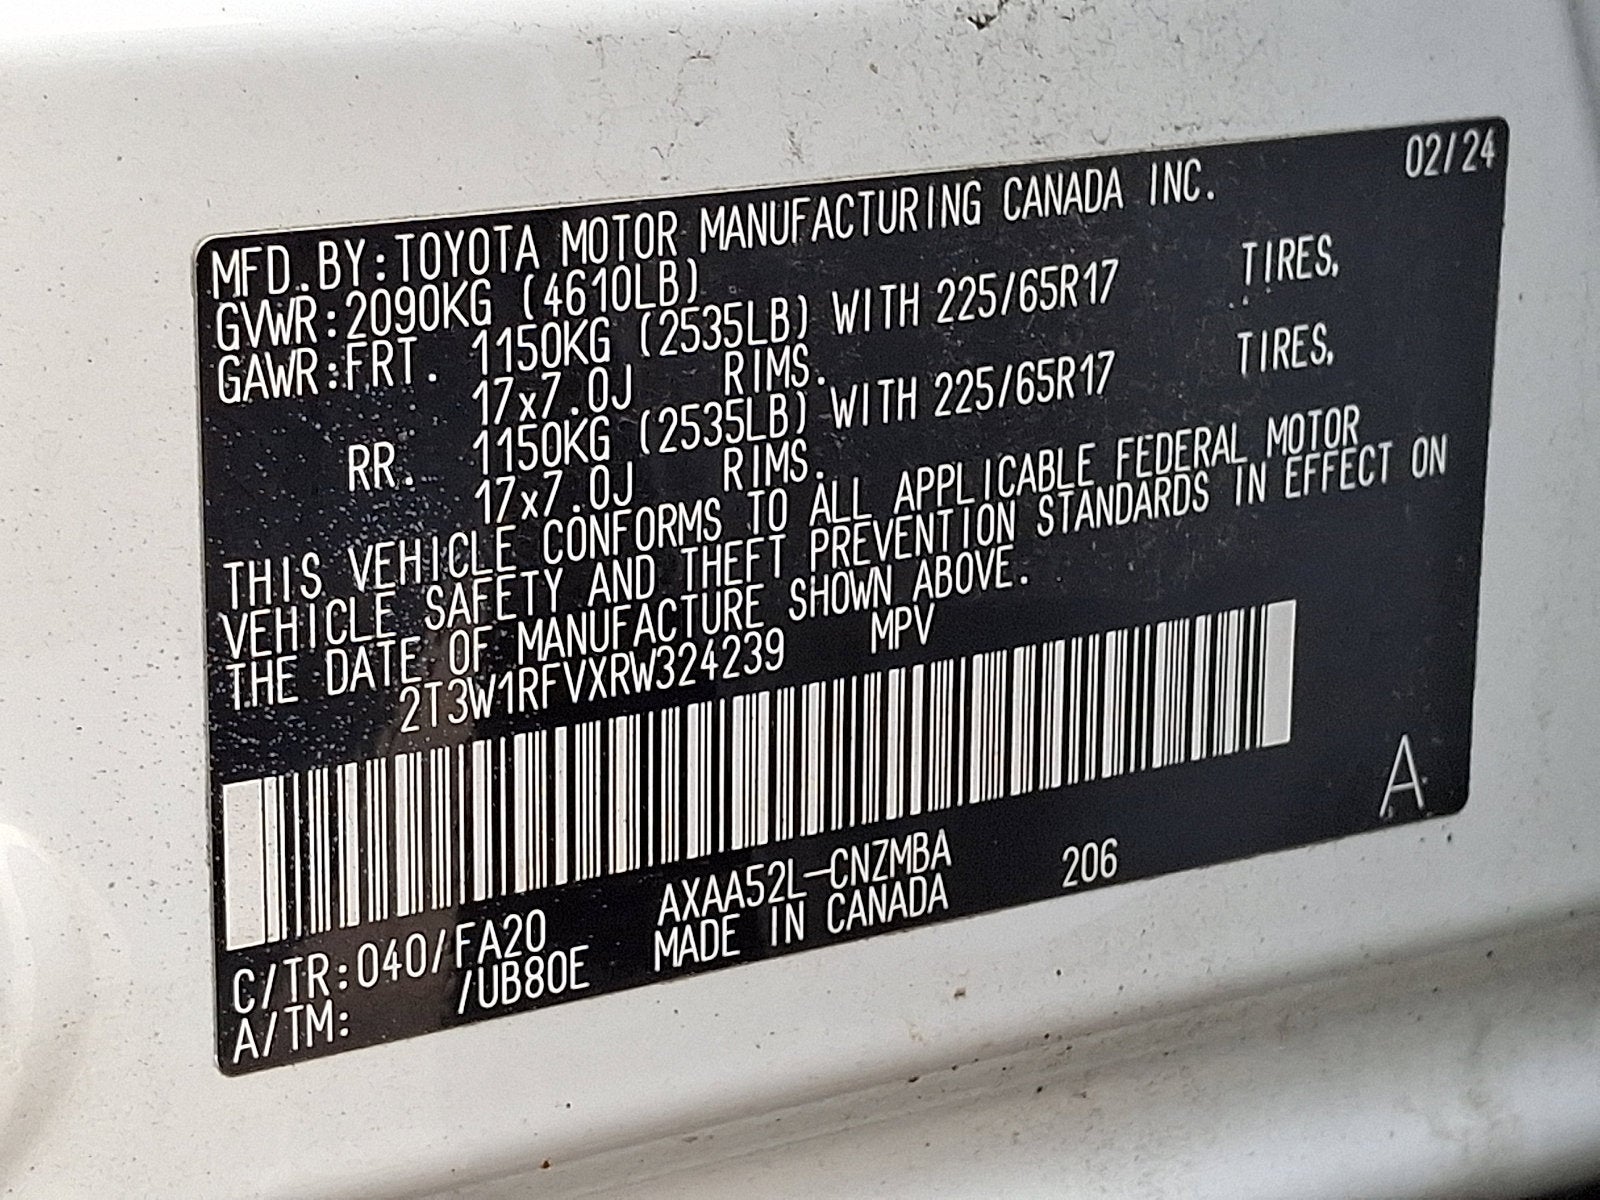 02/24
MFD. BY: TOYOTA MOTOR MANUFACTURING CANADA INC.
GVWR: 2090KG (4610LB)
GAWR: FRT. 1150KG (2535LB) WITH 225/65R17 TIRES,
17x7.0J RIMS.
RR. 1150KG (2535LB) WITH 225/65R17 TIRES,
17x7.0J RIMS.
THIS VEHICLE CONFORMS TO ALL APPLICABLE FEDERAL MOTOR
VEHICLE SAFETY AND THEFT PREVENTION STANDARDS IN EFFECT ON
THE DATE OF MANUFACTURE SHOWN ABOVE.
2T3W1RFVXRW324239 MPV
A
C/TR: 040/FA20 AXAA52L-CNZMBA 206
A/TM: /UB80E MADE IN CANADA